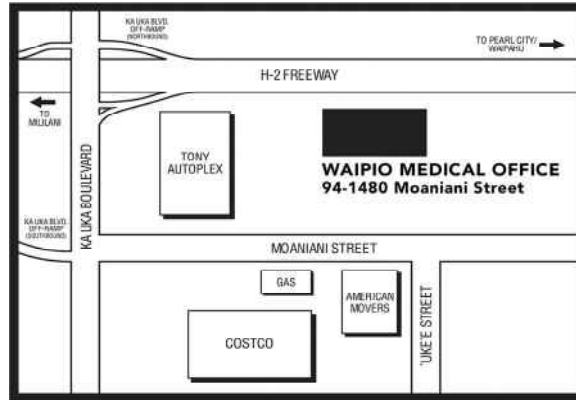 KA UKA BLVD.
OFF-RAMP
(NORTHBOUND)
TO PEARL CITY/
WAIPAHU
H-2 FREEWAY
TO
MILILANI
TONY
AUTOPLEX
WAIPIO MEDICAL OFFICE
94-1480 Moaniani Street
KA UKA BOULEVARD
KA UKA BLVD.
OFF-RAMP
(SOUTHBOUND)
MOANIANI STREET
GAS
AMERICAN
MOVERS
COSTCO
'UKE'E STREET